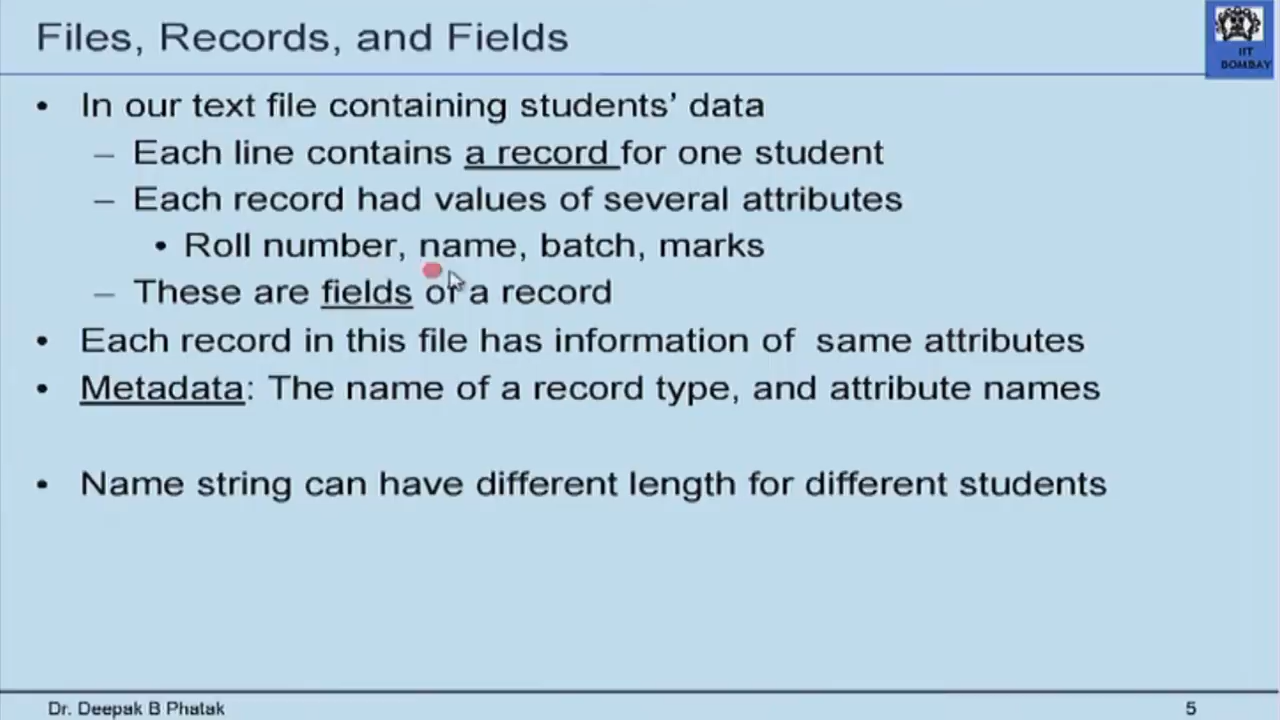 Files, Records, and Fields
IIT
BOMBAY
• In our text file containing students’ data
– Each line contains a record for one student
– Each record had values of several attributes
• Roll number, name, batch, marks
– These are fields of a record
• Each record in this file has information of same attributes
• Metadata: The name of a record type, and attribute names
• Name string can have different length for different students
Dr. Deepak B Phatak
5